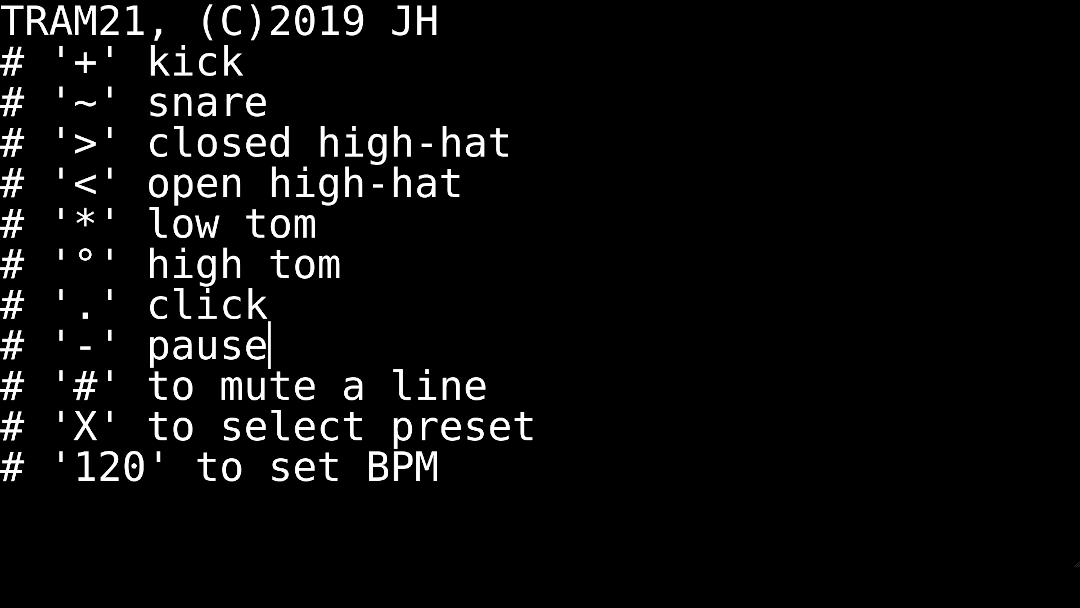 TRAM21, (C)2019 JH
# '+' kick
# '~' snare
# '>' closed high-hat
# '<' open high-hat
# '*' low tom
# '°' high tom
# '.' click
# '-' pause
# '#' to mute a line
# 'X' to select preset
# '120' to set BPM